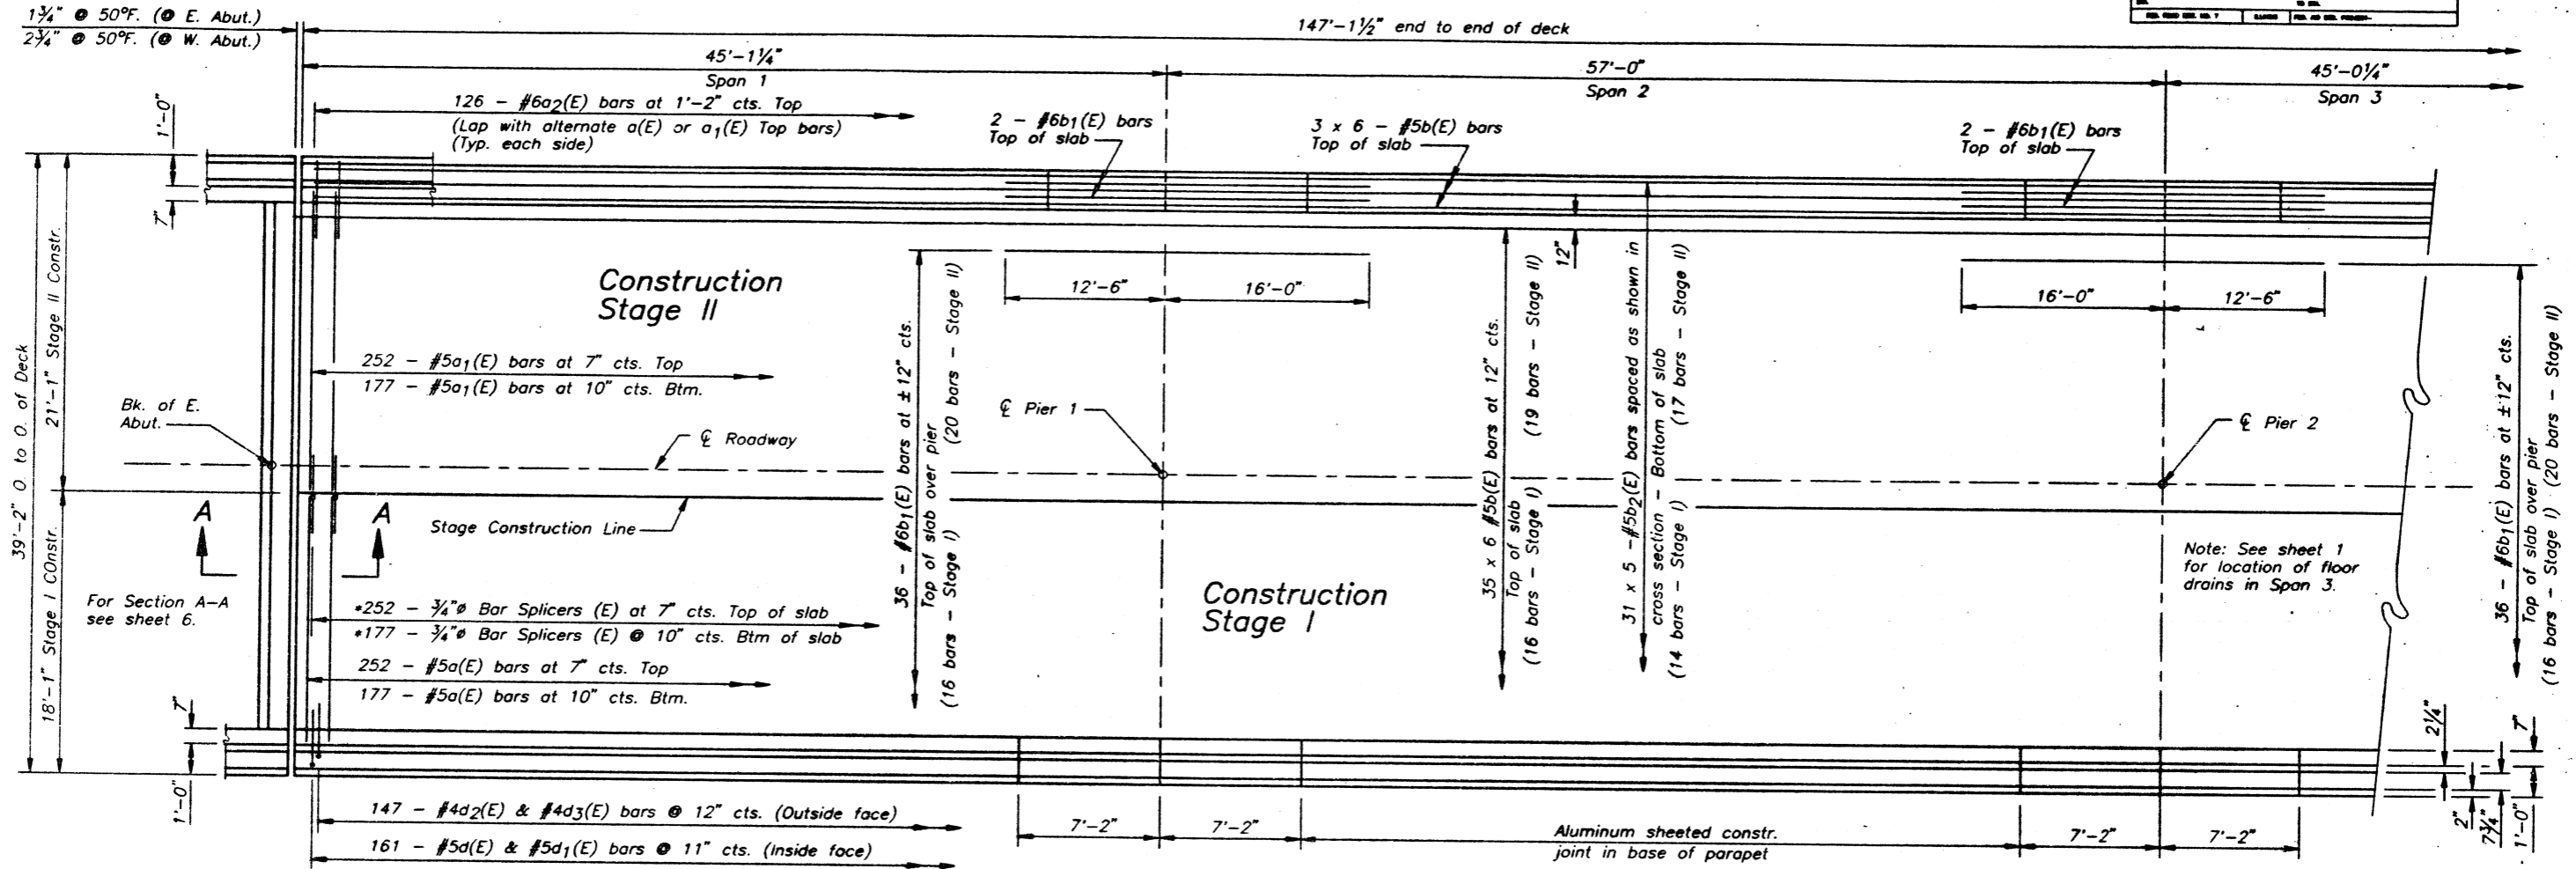 1¾" @ 50°F. (@ E. Abut.)
2¾" @ 50°F. (@ W. Abut.)
147'-1½" end to end of deck
45'-1¼"
Span 1
57'-0"
Span 2
45'-0¼"
Span 3
126 - #6a2(E) bars at 1'-2" cts. Top
(Lap with alternate a(E) or a1(E) Top bars)
(Typ. each side)
2 - #6b1(E) bars
Top of slab
3 x 6 - #5b(E) bars
Top of slab
2 - #6b1(E) bars
Top of slab
1'-0"
7"
39'-2" O. to O. of Deck
21'-1" Stage II Constr.
18'-1" Stage I COnstr.
Construction
Stage II
12'-6"
16'-0"
12"
16'-0"
12'-6"
252 - #5a1(E) bars at 7" cts. Top
177 - #5a1(E) bars at 10" cts. Btm.
Bk. of E.
Abut.
℄ Roadway
℄ Pier 1
℄ Pier 2
36 - #6b1(E) bars at ±12" cts.
Top of slab over pier
(16 bars - Stage I) (20 bars - Stage II)
35 x 6 #5b(E) bars at 12" cts.
Top of slab
(16 bars - Stage I) (19 bars - Stage II)
31 x 5 -#5b2(E) bars spaced as shown in
cross section - Bottom of slab
(14 bars - Stage I) (17 bars - Stage II)
36 - #6b1(E) bars at ±12" cts.
Top of slab over pier
(16 bars - Stage I) (20 bars - Stage II)
A
A
Stage Construction Line
For Section A-A
see sheet 6.
Construction
Stage I
Note: See sheet 1
for location of floor
drains in Span 3.
*252 - ¾"ø Bar Splicers (E) at 7" cts. Top of slab
*177 - ¾"ø Bar Splicers (E) @ 10" cts. Btm of slab
252 - #5a(E) bars at 7" cts. Top
177 - #5a(E) bars at 10" cts. Btm.
7"
1'-0"
147 - #4d2(E) & #4d3(E) bars @ 12" cts. (Outside face)
161 - #5d(E) & #5d1(E) bars @ 11" cts. (Inside face)
7'-2"
7'-2"
Aluminum sheeted constr.
joint in base of parapet
7'-2"
7'-2"
2¼"
7"
2"
7¾"
1'-0"